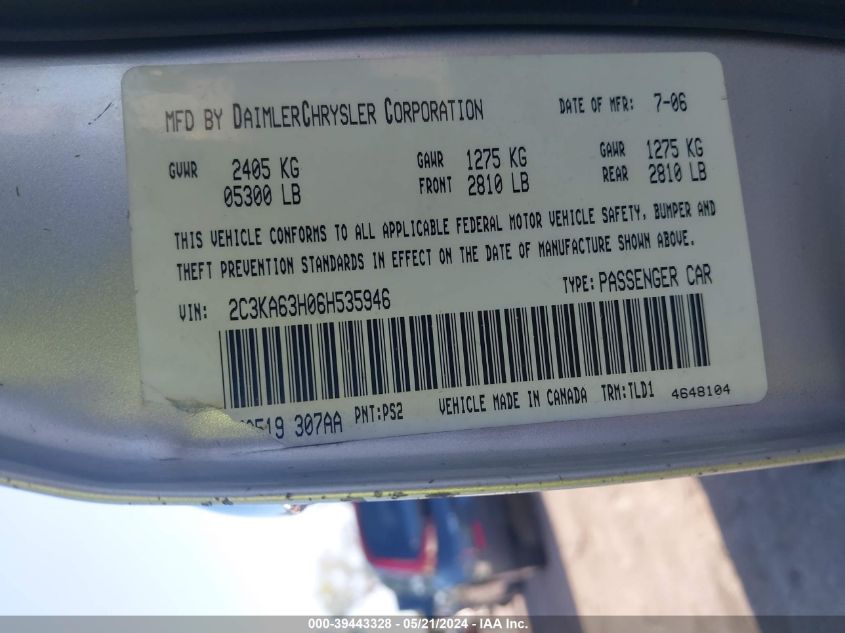 MFD BY DAIMLERCHRYSLER CORPORATION DATE OF MFR: 7-06
GVWR 2405 KG GAWR 1275 KG GAWR 1275 KG
05300 LB FRONT 2810 LB REAR 2810 LB
THIS VEHICLE CONFORMS TO ALL APPLICABLE FEDERAL MOTOR VEHICLE SAFETY, BUMPER AND
THEFT PREVENTION STANDARDS IN EFFECT ON THE DATE OF MANUFACTURE SHOWN ABOVE.
VIN: 2C3KA63H06H535946 TYPE: PASSENGER CAR
307AA PNT:PS2 VEHICLE MADE IN CANADA TRM:TLD1 4648104
000-39443328 - 05/21/2024 - IAA Inc.